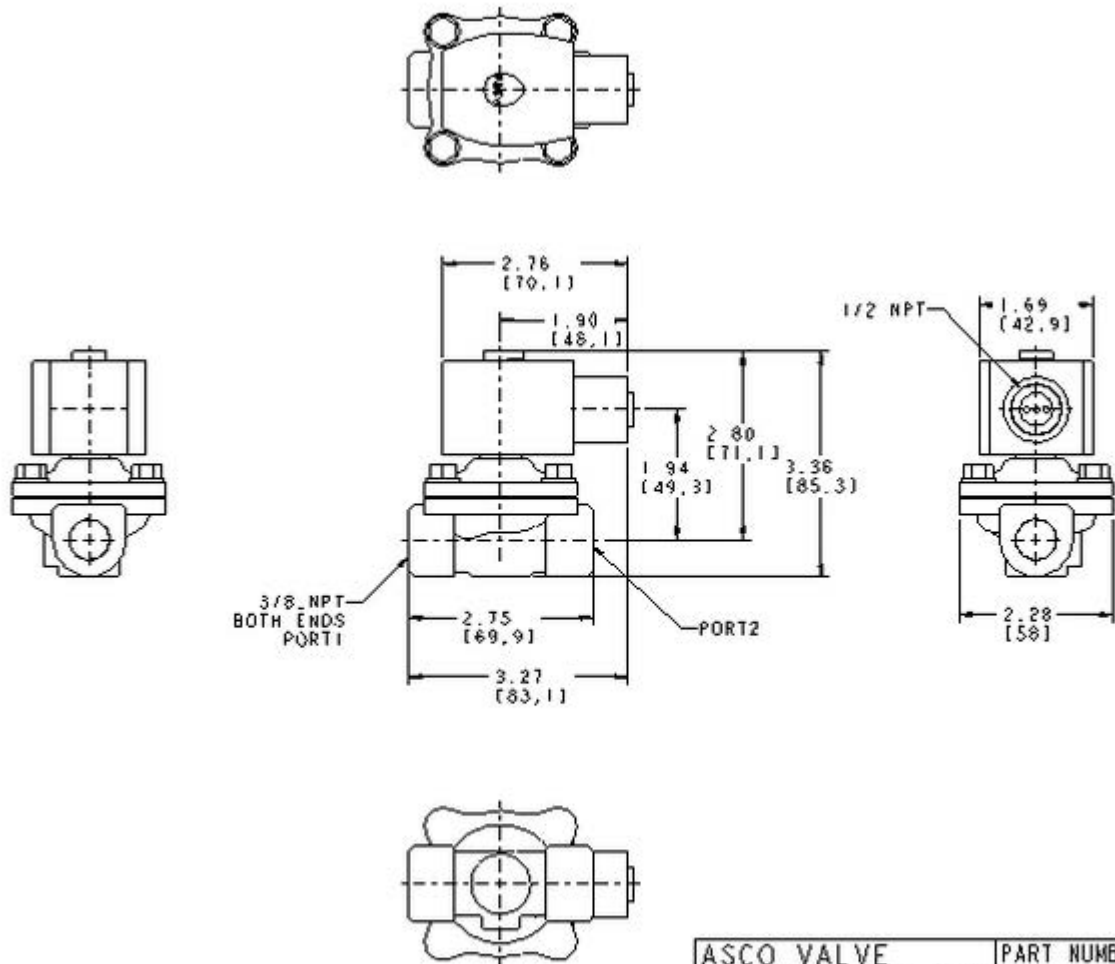 2.76
[70,1]
1.90
[48,1]
1/2 NPT
1.69
[42.9]
2.80
[71,1]
1.94
[49,3]
3.36
[85.3]
3/8 NPT
BOTH ENDS
PORT1
2.75
[69,9]
PORT2
2.28
[58]
3.27
[83,1]
ASCO VALVE
PART NUMB